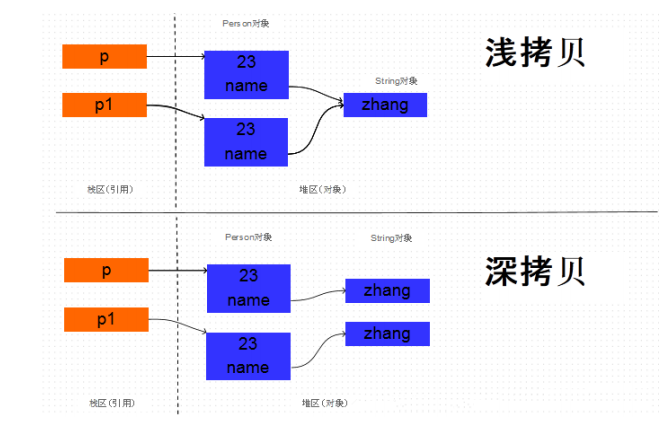 Person对象
浅拷贝
p
23
name
String对象
p1
zhang
23
name
栈区(引用)
堆区(对象)
Person对象
String对象
深拷贝
p
23
name
zhang
p1
23
name
zhang
栈区(引用)
堆区(对象)